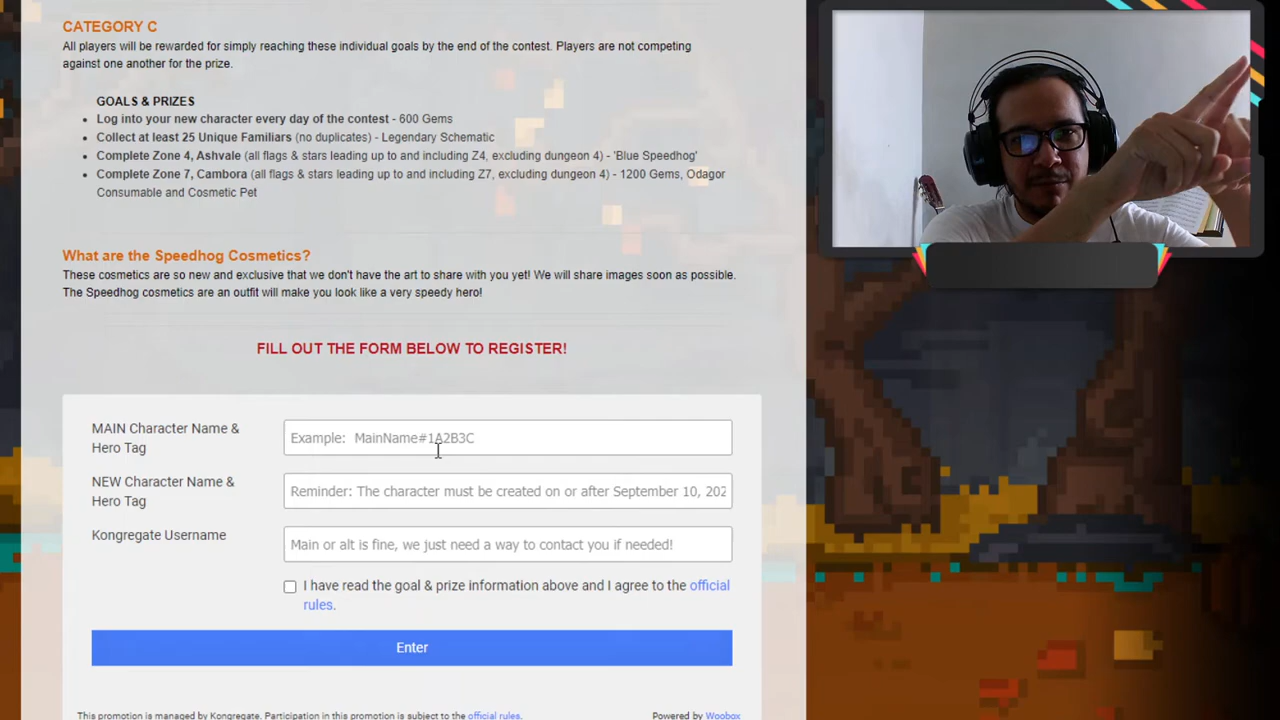 CATEGORY C
All players will be rewarded for simply reaching these individual goals by the end of the contest. Players are not competing
against one another for the prize.
GOALS & PRIZES
Log into your new character every day of the contest - 600 Gems
Collect at least 25 Unique Familiars (no duplicates) - Legendary Schematic
Complete Zone 4, Ashvale (all flags & stars leading up to and including Z4, excluding dungeon 4) - 'Blue Speedhog'
Complete Zone 7, Cambora (all flags & stars leading up to and including Z7, excluding dungeon 4) - 1200 Gems, Odagor
Consumable and Cosmetic Pet
What are the Speedhog Cosmetics?
These cosmetics are so new and exclusive that we don't have the art to share with you yet! We will share images soon as possible.
The Speedhog cosmetics are an outfit will make you look like a very speedy hero!
FILL OUT THE FORM BELOW TO REGISTER!
MAIN Character Name &
Hero Tag
Example: MainName#1A2B3C
NEW Character Name &
Hero Tag
Reminder: The character must be created on or after September 10, 202
Kongregate Username
Main or alt is fine, we just need a way to contact you if needed!
I have read the goal & prize information above and I agree to the official
rules.
Enter
This promotion is managed by Kongregate. Participation in this promotion is subject to the official rules.
Powered by Woobox